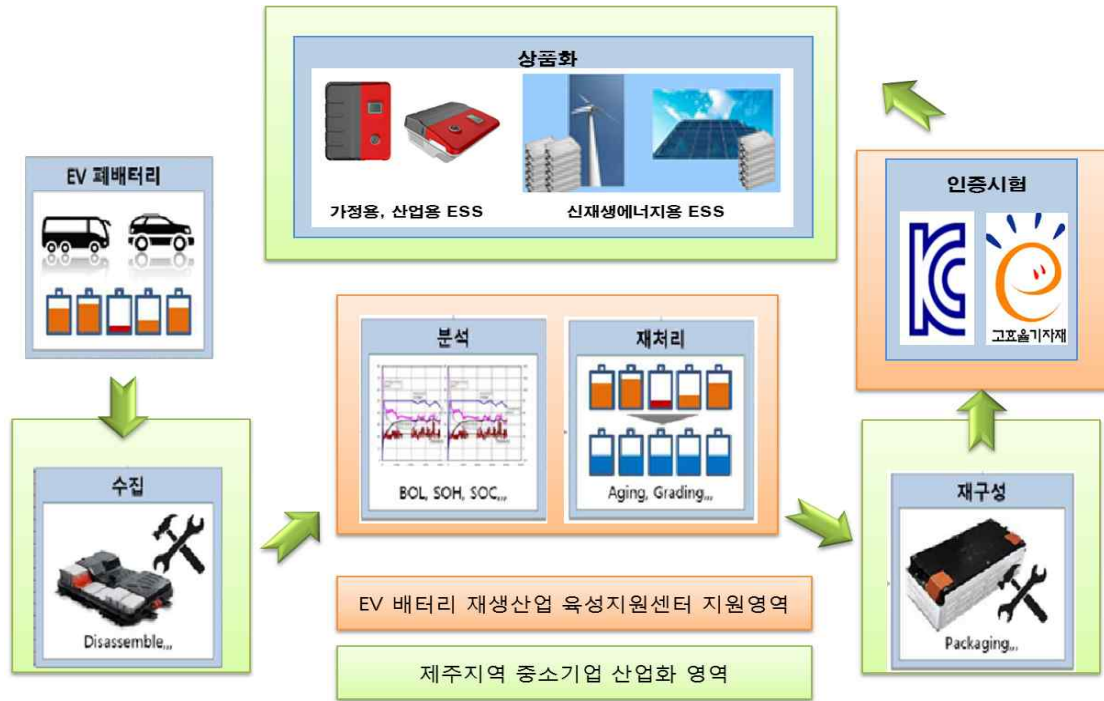 상품화
가정용, 산업용 ESS
신재생에너지용 ESS
EV 폐배터리
인증시험
고효율기자재
분석
BOL, SOH, SOC,,,
재처리
Aging, Grading,,,
수집
Disassemble,,,
재구성
Packaging,,,
EV 배터리 재생산업 육성지원센터 지원영역
제주지역 중소기업 산업화 영역